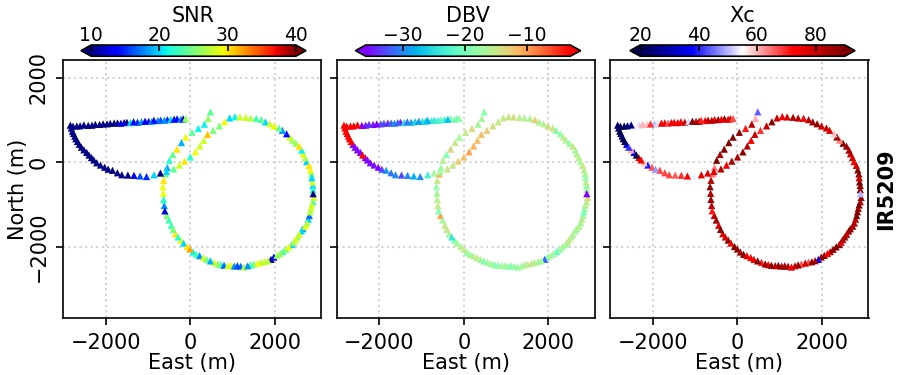 SNR DBV Xc
10 20 30 40 −30 −20 −10 20 40 60 80
2000
0
−2000
North (m)
IR5209
−2000 0 2000 −2000 0 2000 −2000 0 2000
East (m) East (m) East (m)